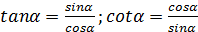 tanα = sinα/cosα ; cotα = cosα/sinα